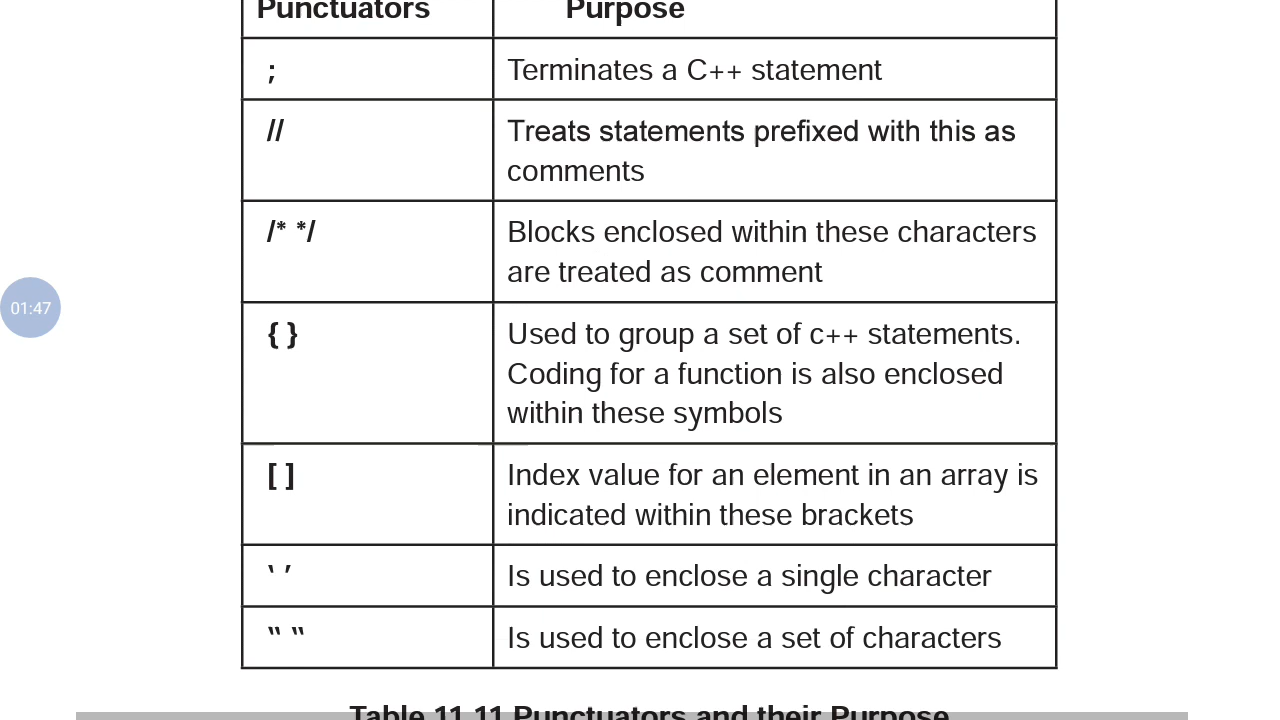 Punctuators Purpose
; Terminates a C++ statement
// Treats statements prefixed with this as
comments
/* */ Blocks enclosed within these characters
are treated as comment
{ } Used to group a set of c++ statements.
Coding for a function is also enclosed
within these symbols
[ ] Index value for an element in an array is
indicated within these brackets
‘ ’ Is used to enclose a single character
“ “ Is used to enclose a set of characters
01:47
Table 11.11 Punctuators and their Purpose